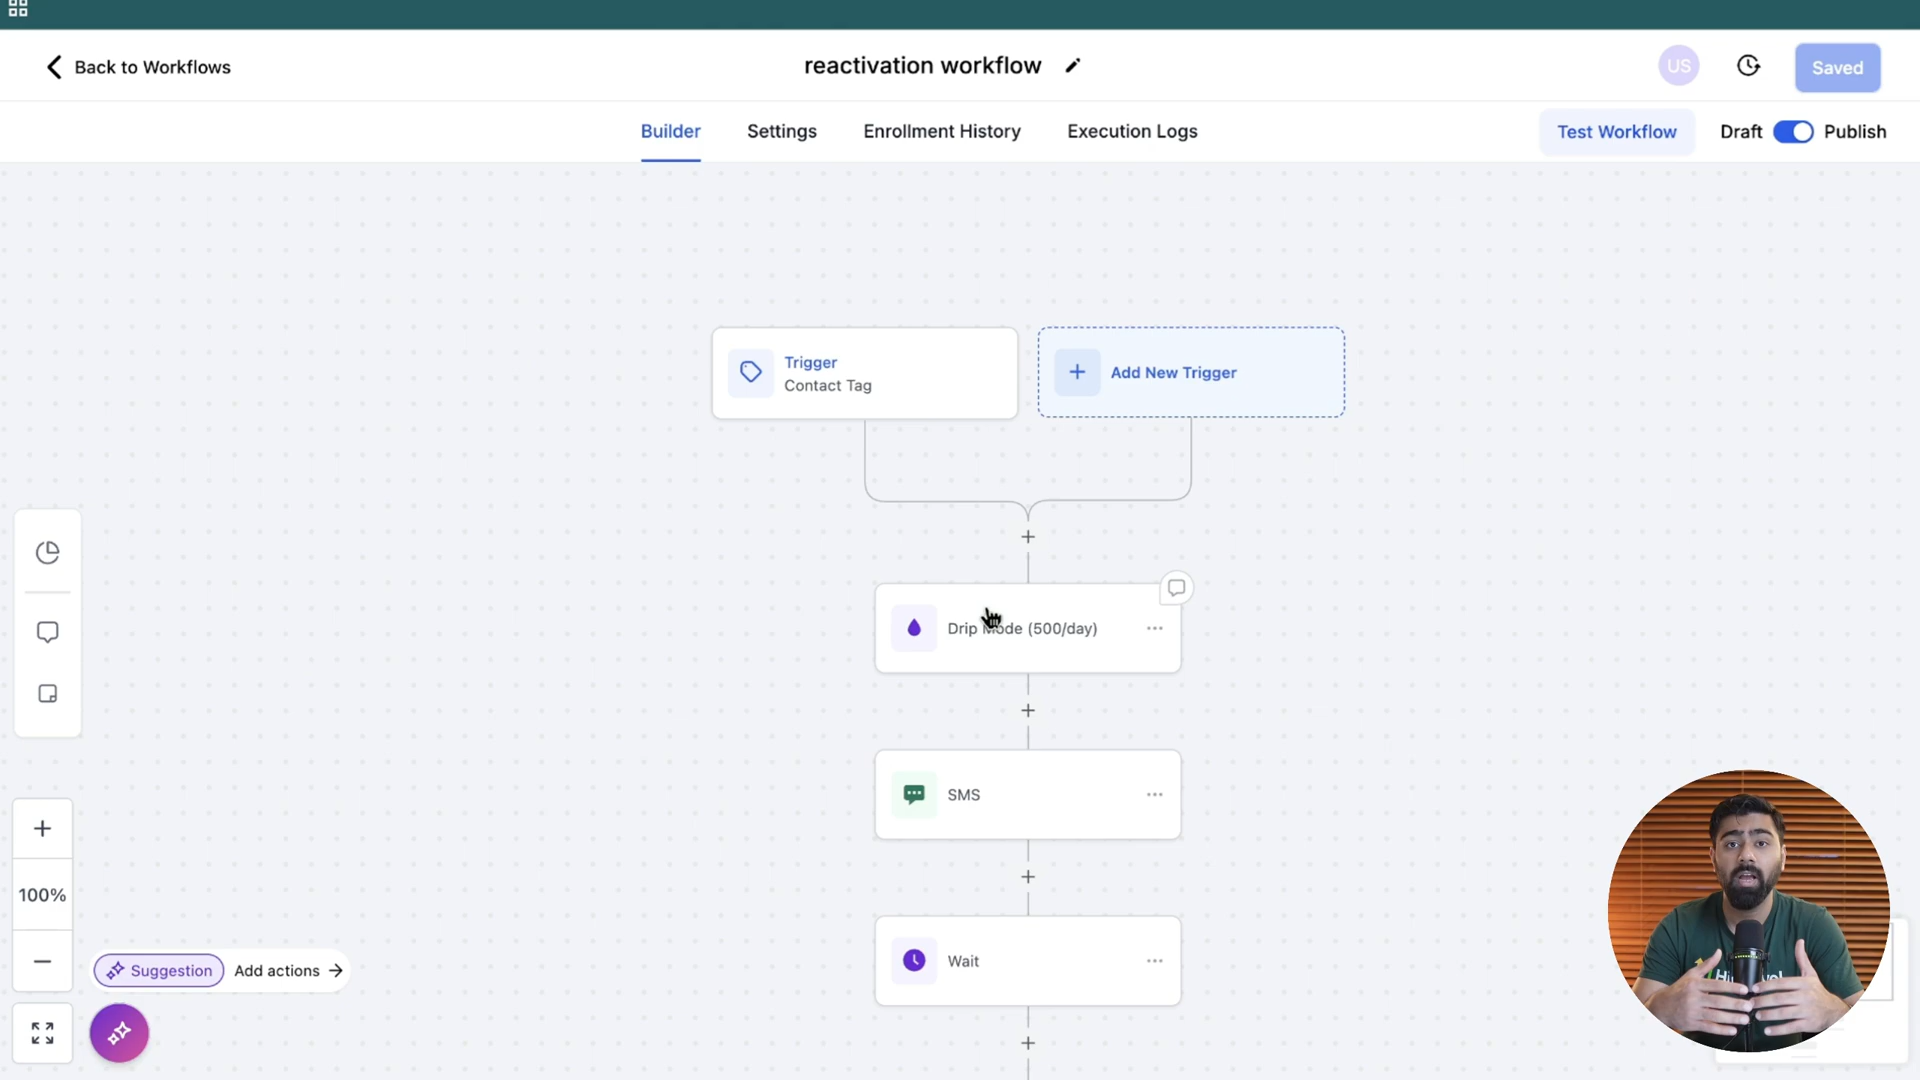 Back to Workflows
reactivation workflow
US
Saved
Builder
Settings
Enrollment History
Execution Logs
Test Workflow
Draft
Publish
Trigger
Contact Tag
Add New Trigger
Drip Mode (500/day)
SMS
Wait
100%
Suggestion
Add actions